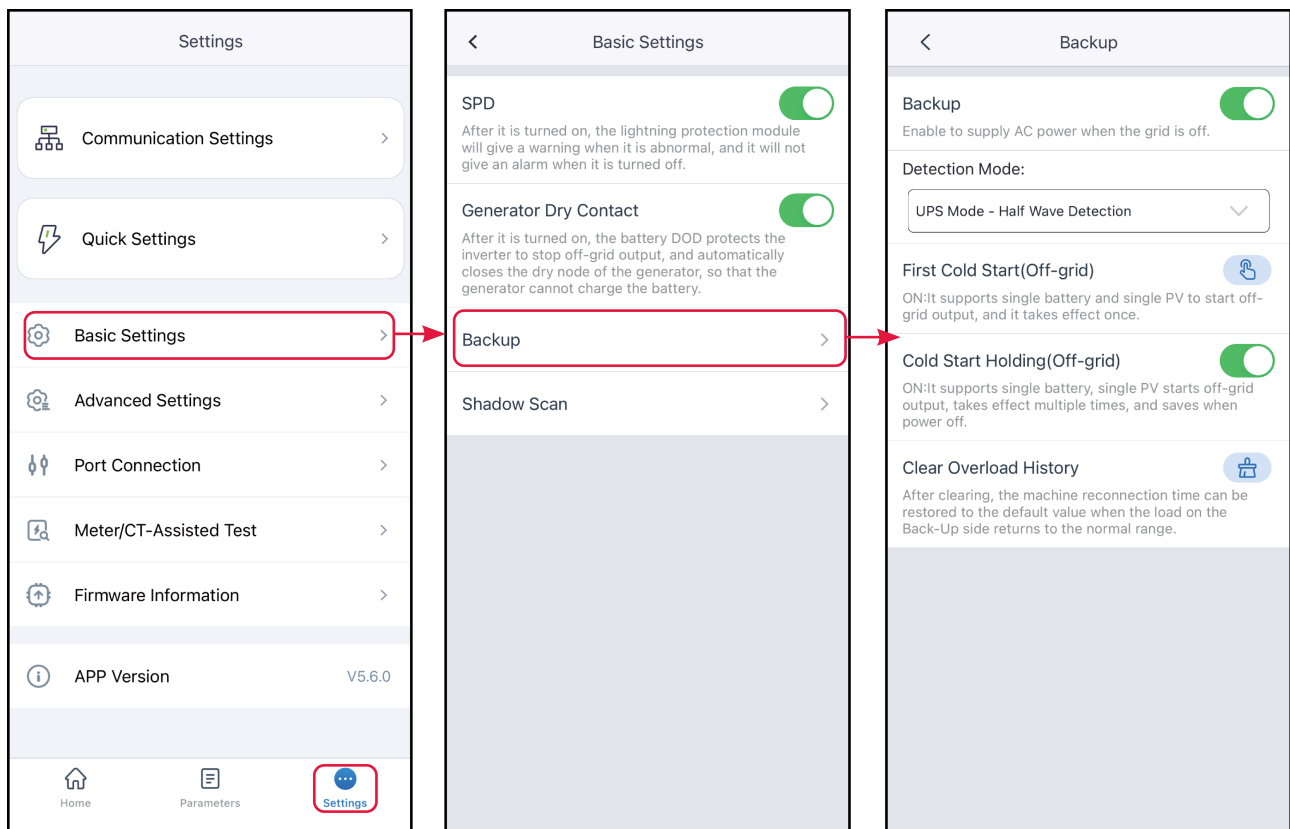 Settings
Communication Settings
Quick Settings
Basic Settings
Advanced Settings
Port Connection
Meter/CT-Assisted Test
Firmware Information
APP Version
V5.6.0
Home
Parameters
Settings
Basic Settings
SPD
After it is turned on, the lightning protection module
will give a warning when it is abnormal, and it will not
give an alarm when it is turned off.
Generator Dry Contact
After it is turned on, the battery DOD protects the
inverter to stop off-grid output, and automatically
closes the dry node of the generator, so that the
generator cannot charge the battery.
Backup
Shadow Scan
Backup
Backup
Enable to supply AC power when the grid is off.
Detection Mode:
UPS Mode - Half Wave Detection
First Cold Start(Off-grid)
ON:It supports single battery and single PV to start off-
grid output, and it takes effect once.
Cold Start Holding(Off-grid)
ON:It supports single battery, single PV starts off-grid
output, takes effect multiple times, and saves when
power off.
Clear Overload History
After clearing, the machine reconnection time can be
restored to the default value when the load on the
Back-Up side returns to the normal range.